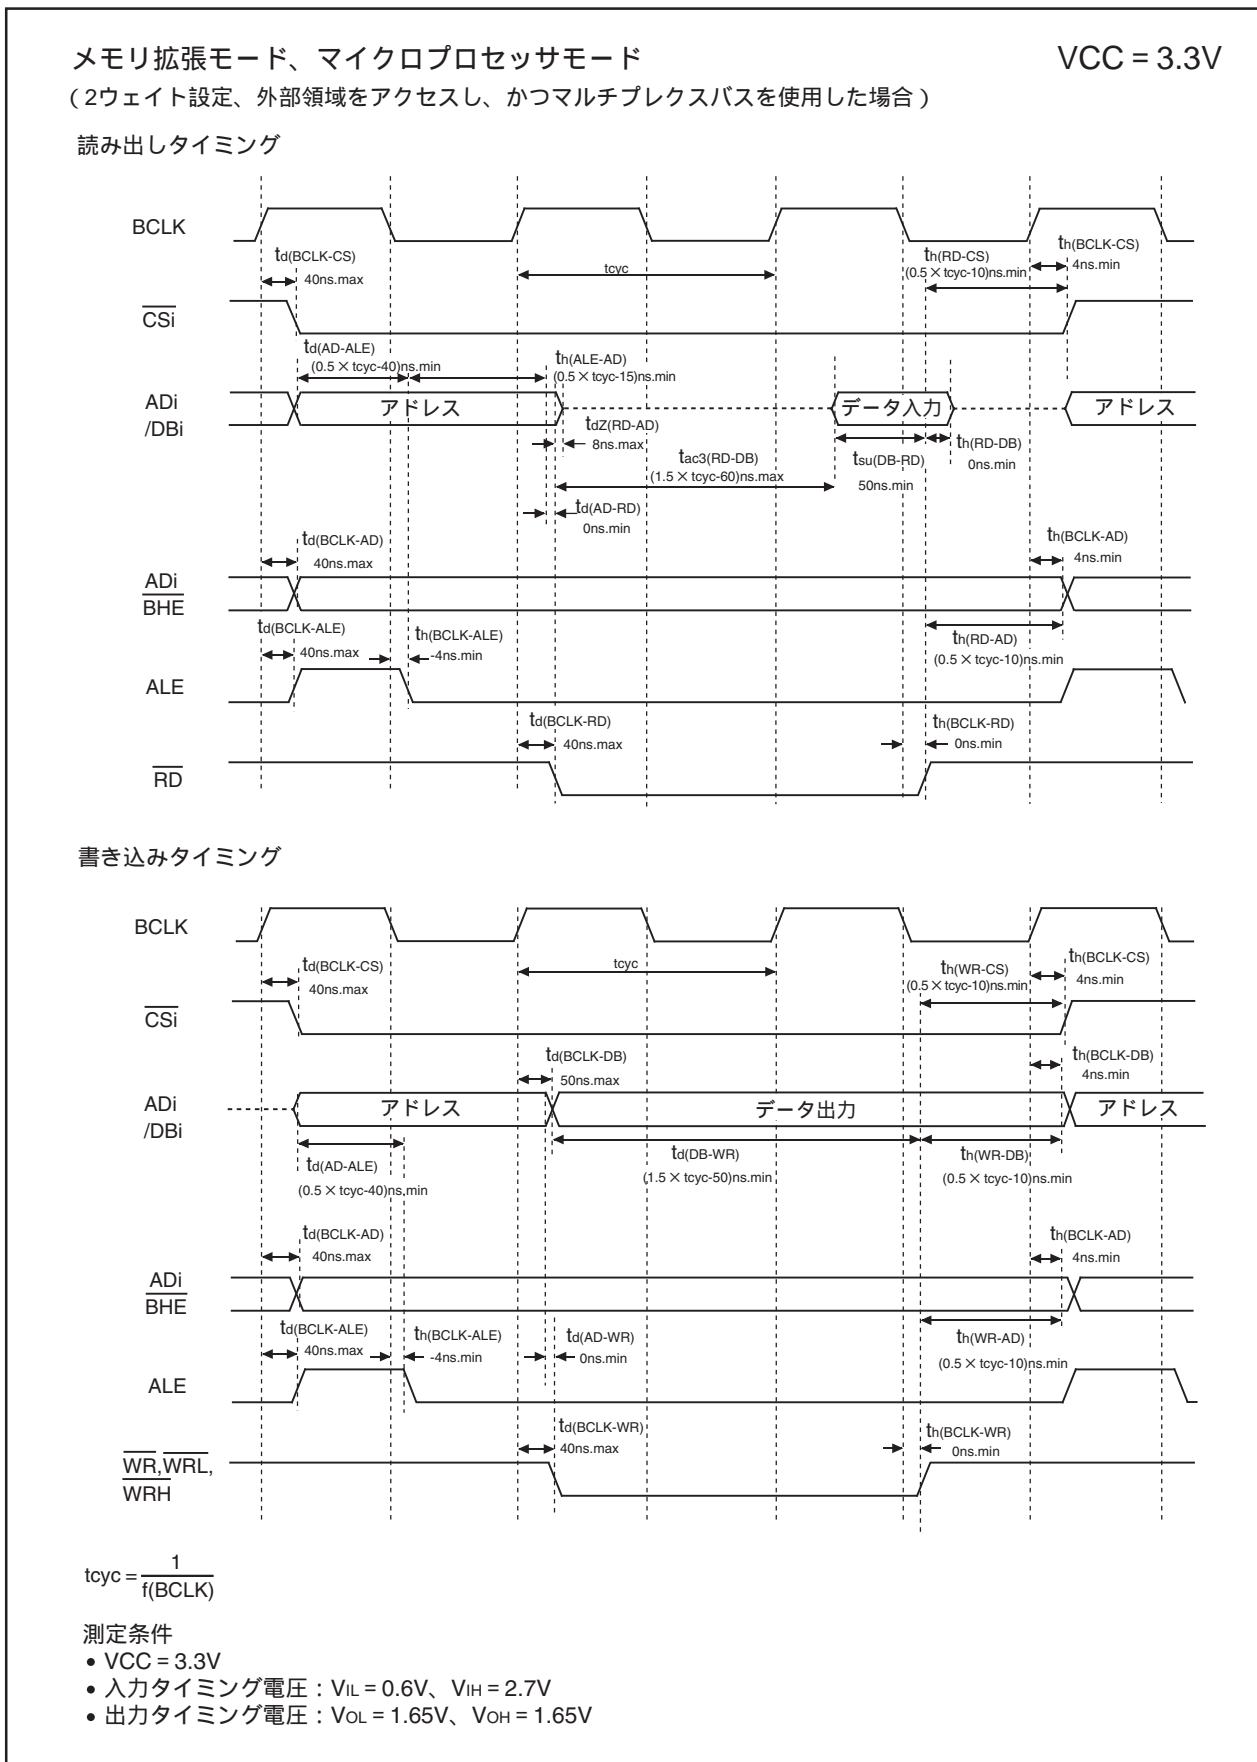 メモリ拡張モード、マイクロプロセッサモード
VCC = 3.3V
(2ウェイト設定、外部領域をアクセスし、かつマルチプレクスバスを使用した場合)
読み出しタイミング
BCLK
td(BCLK-CS)
40ns.max
tcyc
th(RD-CS)
(0.5×tcyc-10)ns.min
th(BCLK-CS)
4ns.min
CSi
td(AD-ALE)
(0.5×tcyc-40)ns.min
th(ALE-AD)
(0.5×tcyc-15)ns.min
ADi
/DBi
アドレス
データ入力
アドレス
tdZ(RD-AD)
8ns.max
tac3(RD-DB)
(1.5×tcyc-60)ns.max
tsu(DB-RD)
50ns.min
th(RD-DB)
0ns.min
td(AD-RD)
0ns.min
td(BCLK-AD)
40ns.max
th(BCLK-AD)
4ns.min
ADi
BHE
td(BCLK-ALE)
40ns.max
th(BCLK-ALE)
-4ns.min
th(RD-AD)
(0.5×tcyc-10)ns.min
ALE
td(BCLK-RD)
40ns.max
th(BCLK-RD)
0ns.min
RD
書き込みタイミング
BCLK
td(BCLK-CS)
40ns.max
tcyc
th(WR-CS)
(0.5×tcyc-10)ns.min
th(BCLK-CS)
4ns.min
CSi
td(BCLK-DB)
50ns.max
th(BCLK-DB)
4ns.min
ADi
/DBi
アドレス
データ出力
アドレス
td(AD-ALE)
(0.5×tcyc-40)ns.min
td(DB-WR)
(1.5×tcyc-50)ns.min
th(WR-DB)
(0.5×tcyc-10)ns.min
td(BCLK-AD)
40ns.max
th(BCLK-AD)
4ns.min
ADi
BHE
td(BCLK-ALE)
40ns.max
th(BCLK-ALE)
-4ns.min
td(AD-WR)
0ns.min
th(WR-AD)
(0.5×tcyc-10)ns.min
ALE
td(BCLK-WR)
40ns.max
th(BCLK-WR)
0ns.min
WR,WRL,
WRH
tcyc = 1
f(BCLK)
測定条件
• VCC = 3.3V
• 入力タイミング電圧 : VIL = 0.6V、VIH = 2.7V
• 出力タイミング電圧 : VOL = 1.65V、VOH = 1.65V